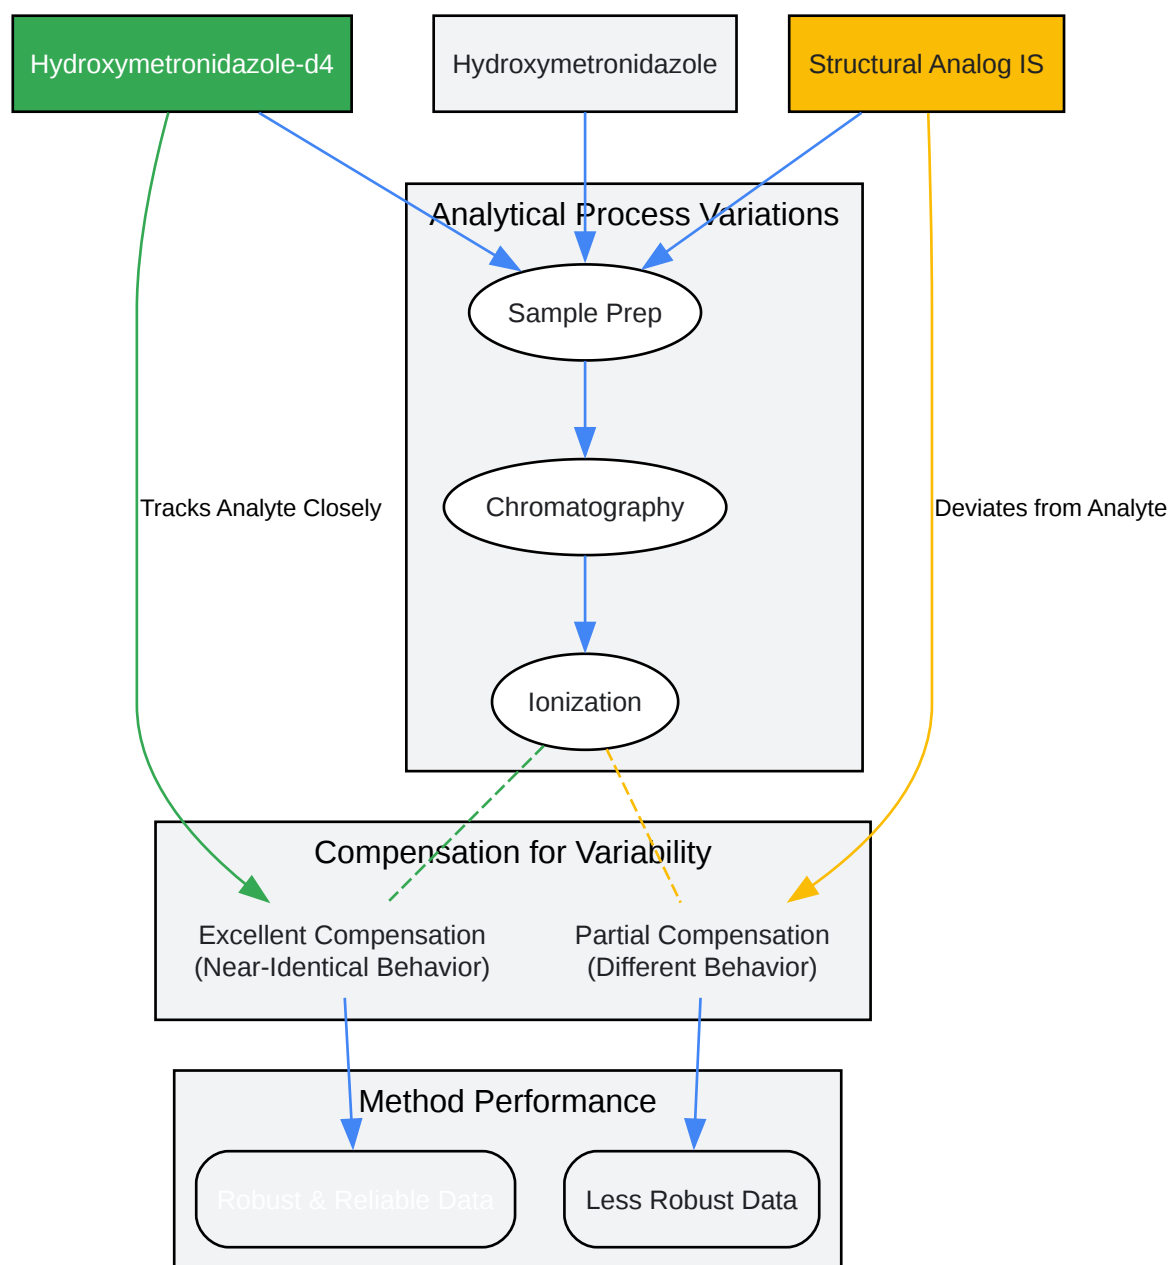 Hydroxymetronidazole-d4
Hydroxymetronidazole
Structural Analog IS
Analytical Process Variations
Sample Prep
Chromatography
Tracks Analyte Closely
Deviates from Analyte
Ionization
Compensation for Variability
Excellent Compensation
(Near-Identical Behavior)
Partial Compensation
(Different Behavior)
Method Performance
Robust & Reliable Data
Less Robust Data